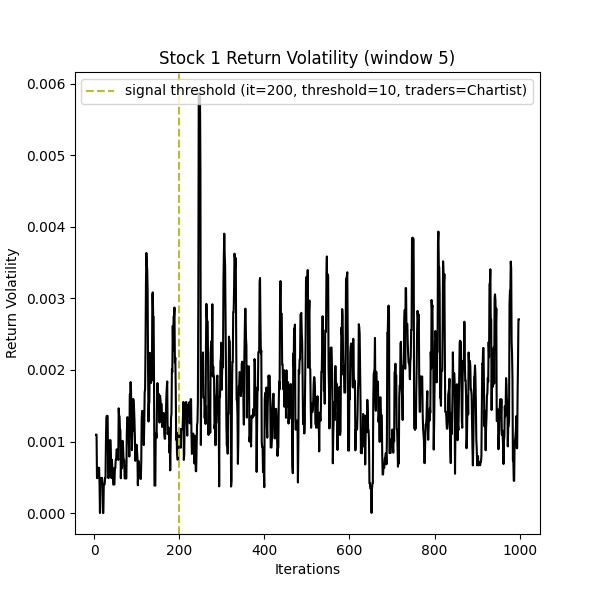 Stock 1 Return Volatility (window 5)
signal threshold (it=200, threshold=10, traders=Chartist)
0.006
0.005
0.004
0.003
0.002
0.001
0.000
Return Volatility
0 200 400 600 800 1000
Iterations